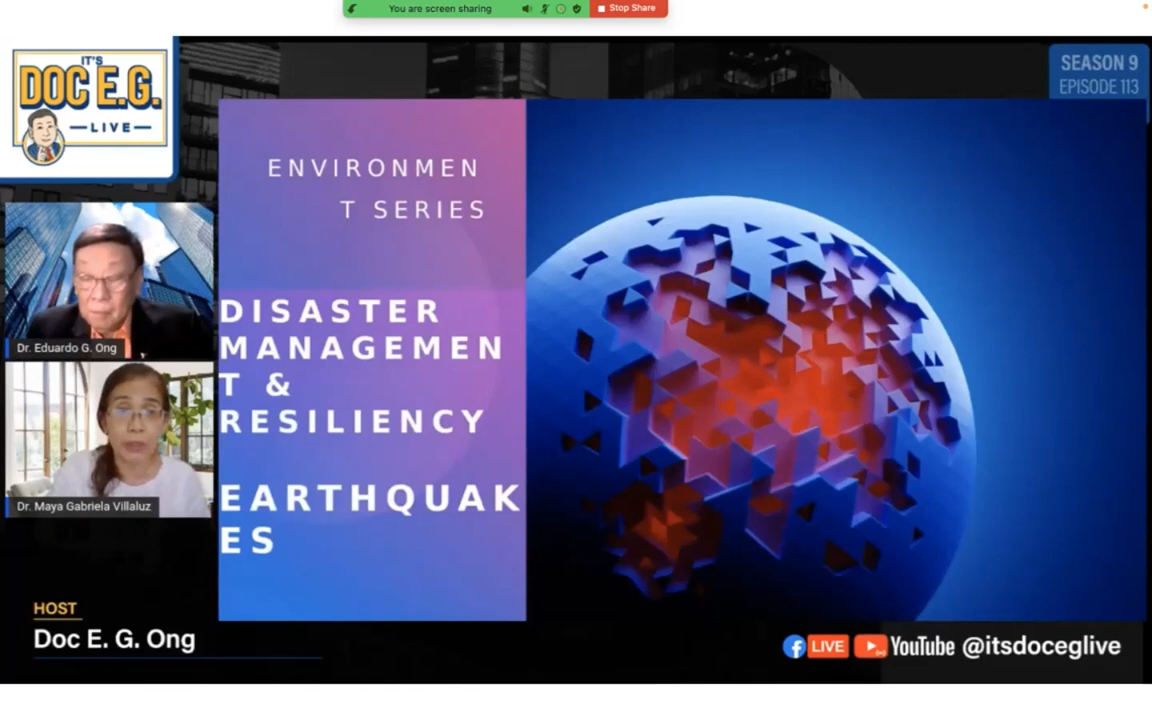 You are screen sharing
Stop Share
IT'S
DOC E.G.
LIVE
SEASON 9
EPISODE 113
ENVIRONMEN
T SERIES
DISASTER
MANAGEMEN
T &
RESILIENCY
EARTHQUAK
ES
Dr. Eduardo G. Ong
Dr. Maya Gabriela Villaluz
HOST
Doc E. G. Ong
LIVE YouTube @itsdoceglive